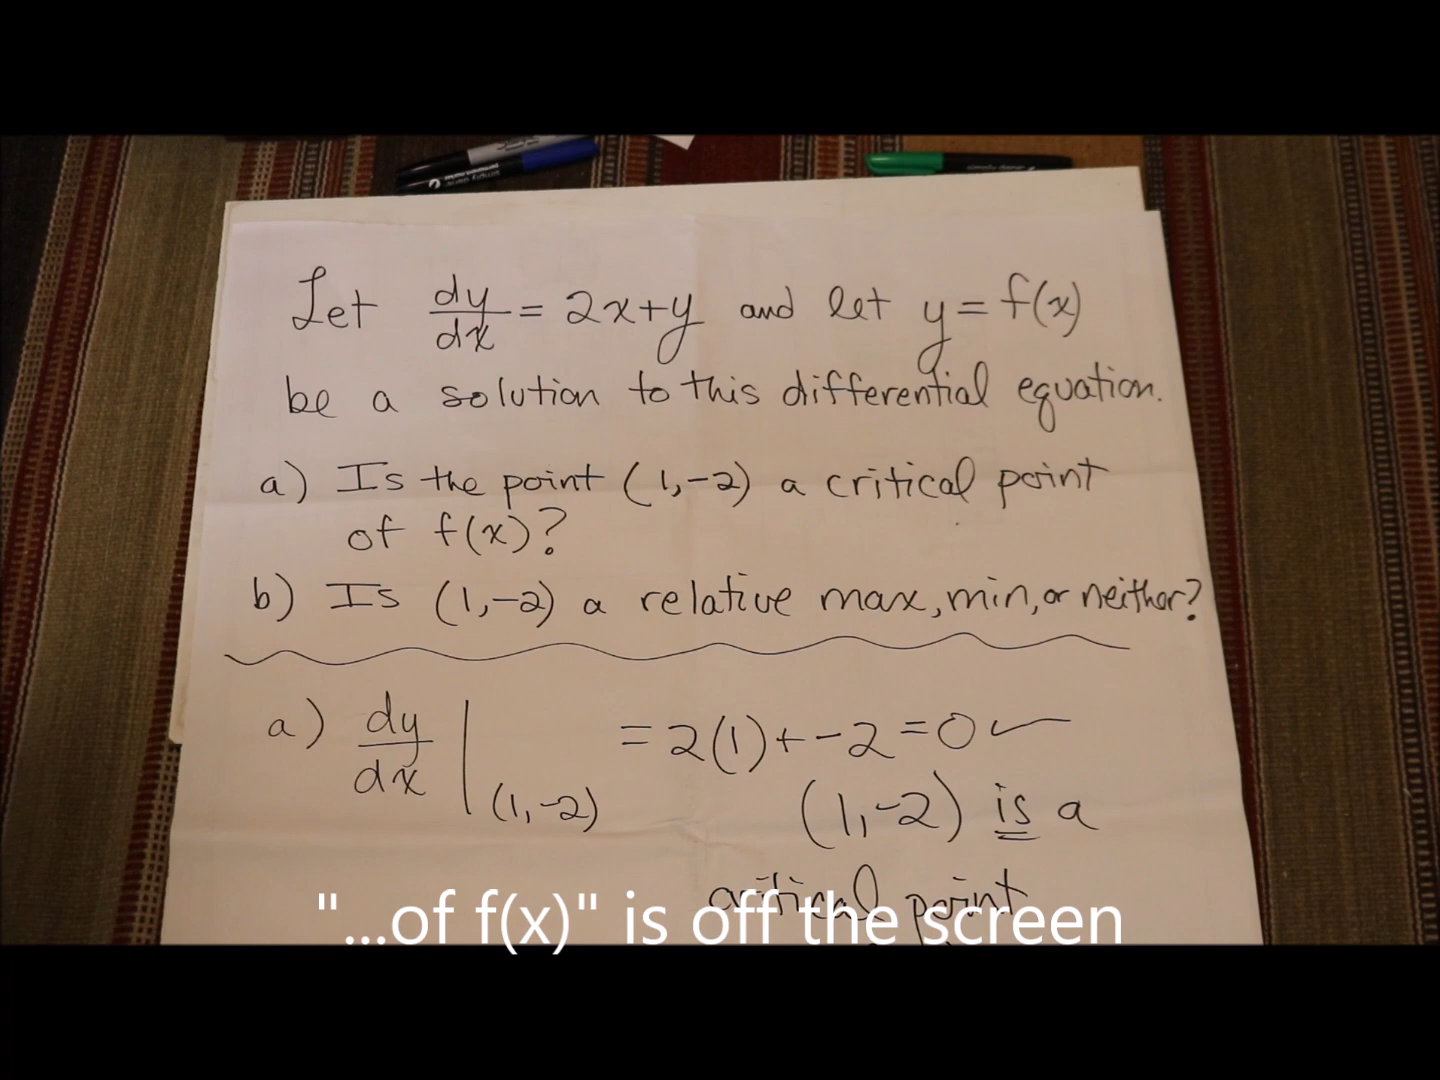 Let dy/dx = 2x+y and let y = f(x)
be a solution to this differential equation.
a) Is the point (1,-2) a critical point
of f(x)?
b) Is (1,-2) a relative max, min, or neither?
a) dy/dx |(1,-2) = 2(1)+-2=0 ✓
(1,-2) is a
critical point
"...of f(x)" is off the screen